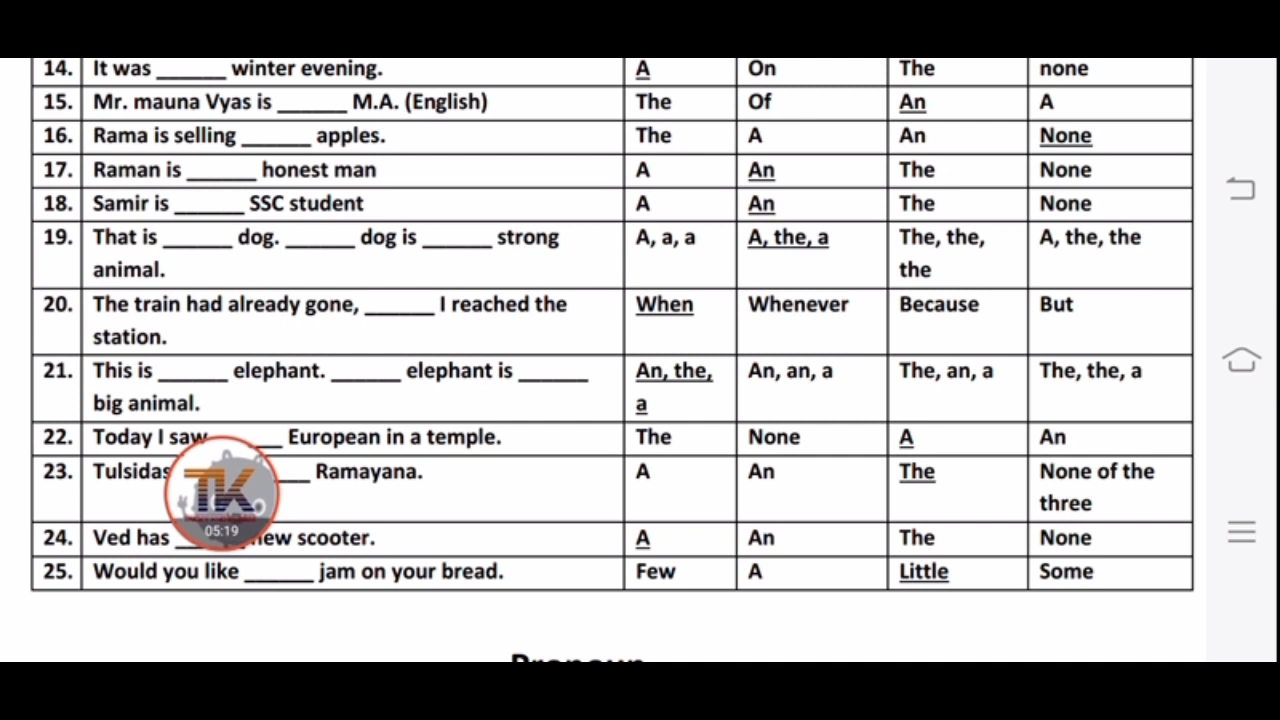 14. It was ______ winter evening. A On The none
15. Mr. mauna Vyas is ______ M.A. (English) The Of An A
16. Rama is selling ______ apples. The A An None
17. Raman is ______ honest man A An The None
18. Samir is ______ SSC student A An The None
19. That is ______ dog. ______ dog is ______ strong A, a, a A, the, a The, the, A, the, the
animal. the
20. The train had already gone, ______ I reached the When Whenever Because But
station.
21. This is ______ elephant. ______ elephant is ______ An, the, An, an, a The, an, a The, the, a
big animal. a
22. Today I saw ___ European in a temple. The None A An
23. Tulsidas ___ Ramayana. A An The None of the
three
TK
05:19
24. Ved has ___ new scooter. A An The None
25. Would you like ______ jam on your bread. Few A Little Some
Pronoun